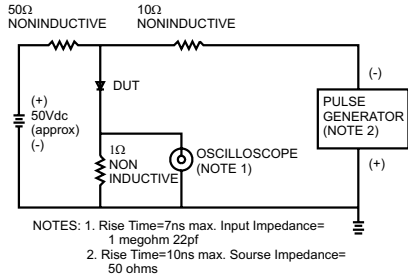 50Ω
NONINDUCTIVE
10Ω
NONINDUCTIVE
DUT
(+)
50Vdc
(approx)
(-)
(-)
PULSE
GENERATOR
(NOTE 2)
(+)
1Ω
NON
INDUCTIVE
OSCILLOSCOPE
(NOTE 1)
NOTES: 1. Rise Time=7ns max. Input Impedance=
1 megohm 22pf
2. Rise Time=10ns max. Sourse Impedance=
50 ohms